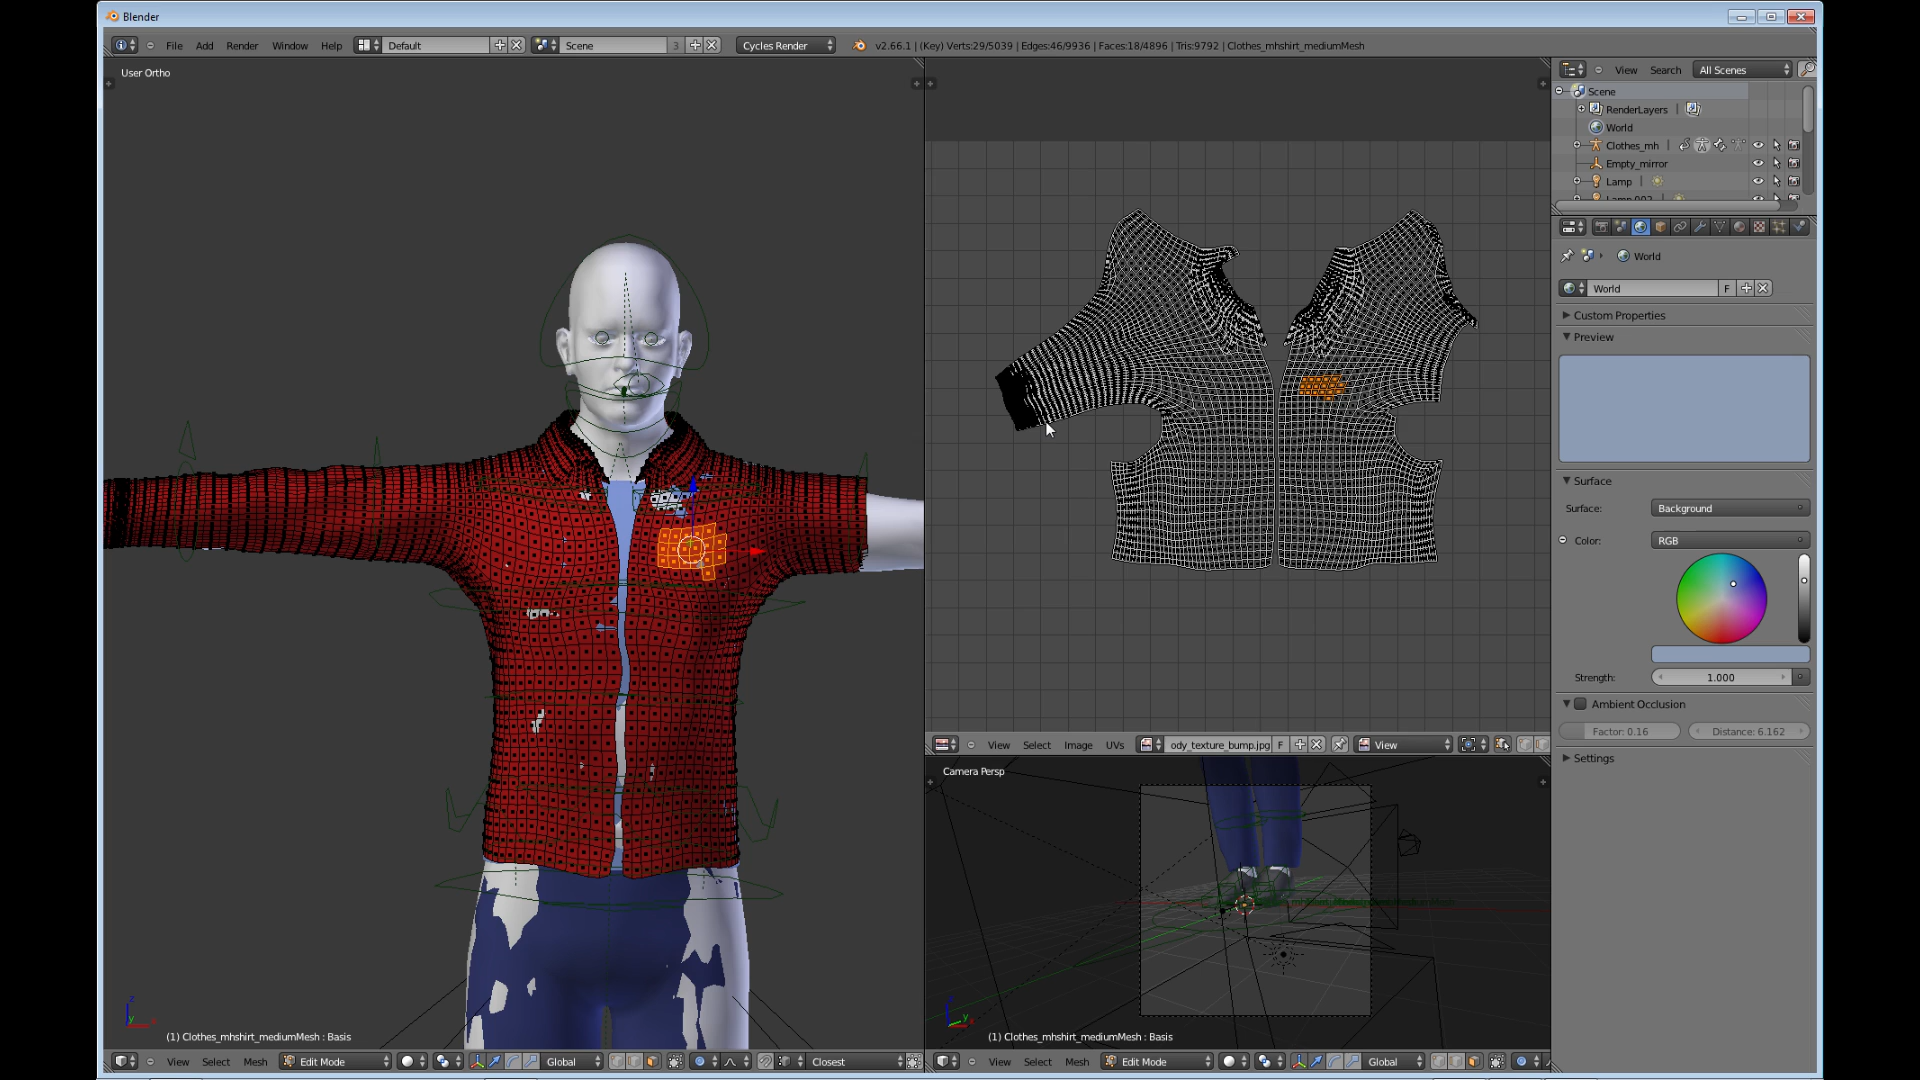 Blender
File Add Render Window Help Default Scene 3 Cycles Render v2.66.1 | (Key) Verts:29/5039 | Edges:46/9936 | Faces:18/4896 | Tris:9792 | Clothes_mhshirt_mediumMesh
User Ortho
View Search All Scenes
Scene
RenderLayers
World
Clothes_mh
Empty_mirror
Lamp
Lamp.002
World
World F
Custom Properties
Preview
Surface
Surface: Background
Color: RGB
Strength: 1.000
Ambient Occlusion
Factor: 0.16 Distance: 6.162
Settings
View Select Image UVs ody_texture_bump.jpg F View
Camera Persp
(1) Clothes_mhshirt_mediumMesh : Basis
(1) Clothes_mhshirt_mediumMesh : Basis
View Select Mesh Edit Mode Global Closest
View Select Mesh Edit Mode Global